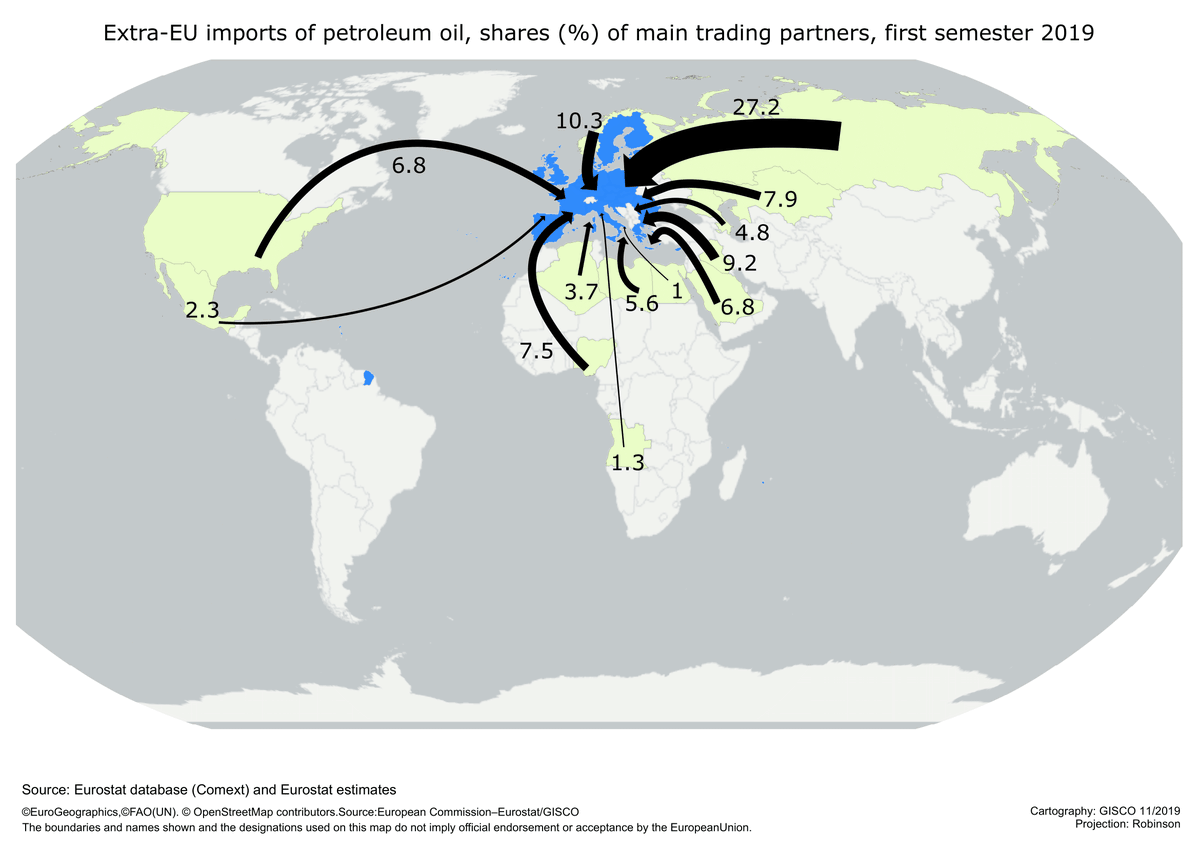 Extra-EU imports of petroleum oil, shares (%) of main trading partners, first semester 2019
27.2
10.3
6.8
7.9
4.8
9.2
3.7
5.6
1
6.8
2.3
7.5
1.3
Source: Eurostat database (Comext) and Eurostat estimates
©EuroGeographics,©FAO(UN). © OpenStreetMap contributors.Source:European Commission–Eurostat/GISCO
The boundaries and names shown and the designations used on this map do not imply official endorsement or acceptance by the EuropeanUnion.
Cartography: GISCO 11/2019
Projection: Robinson